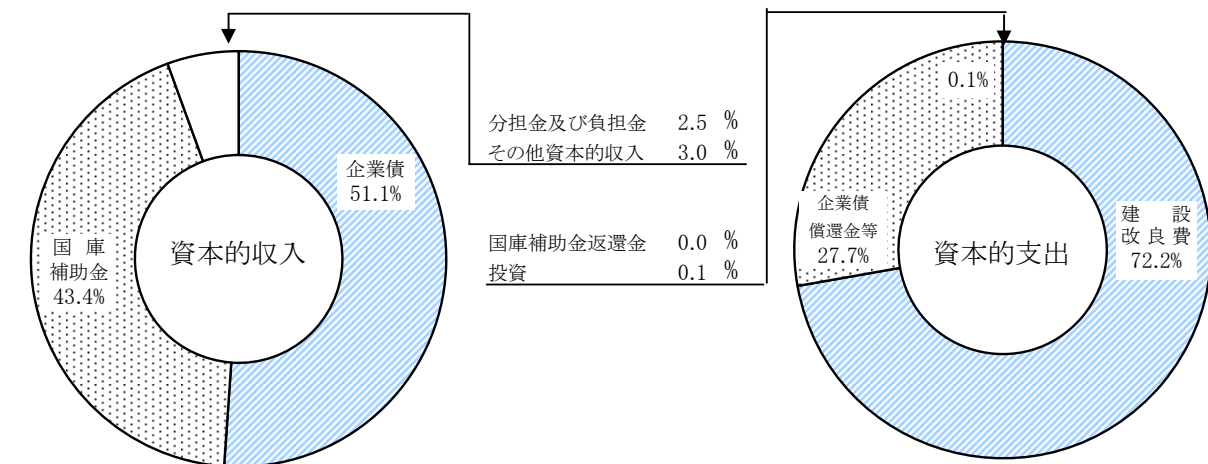 企業債
51.1%
国庫
補助金
43.4%
資本的収入
分担金及び負担金 2.5 %
その他資本的収入 3.0 %
国庫補助金返還金 0.0 %
投資 0.1 %
0.1%
企業債
償還金等
27.7%
資本的支出
建設
改良費
72.2%